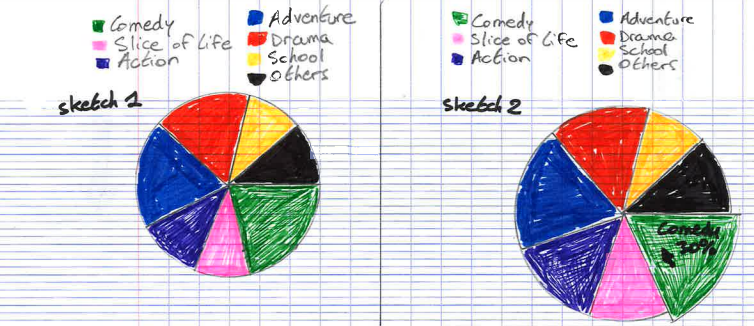 Comedy
Slice of Life
Action
Adventure
Drama
School
Others
sketch 1
Comedy
Slice of Life
Action
Adventure
Drama
School
Others
sketch 2
Comedy
30%